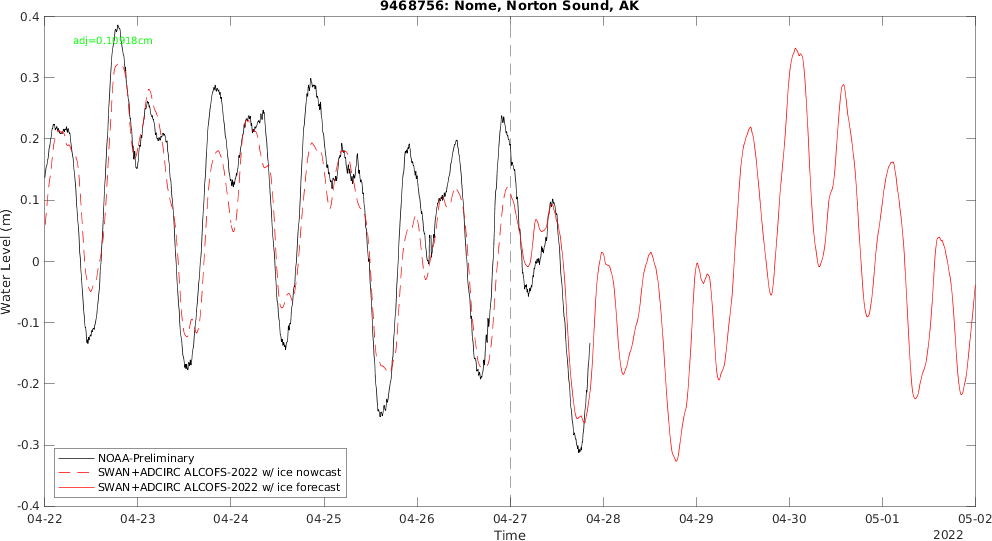 9468756: Nome, Norton Sound, AK
adj=0.10918cm
0.4
0.3
0.2
0.1
0
-0.1
-0.2
-0.3
-0.4
Water Level (m)
NOAA-Preliminary
SWAN+ADCIRC ALCOFS-2022 w/ ice nowcast
SWAN+ADCIRC ALCOFS-2022 w/ ice forecast
04-22 04-23 04-24 04-25 04-26 04-27 04-28 04-29 04-30 05-01 05-02
Time
2022